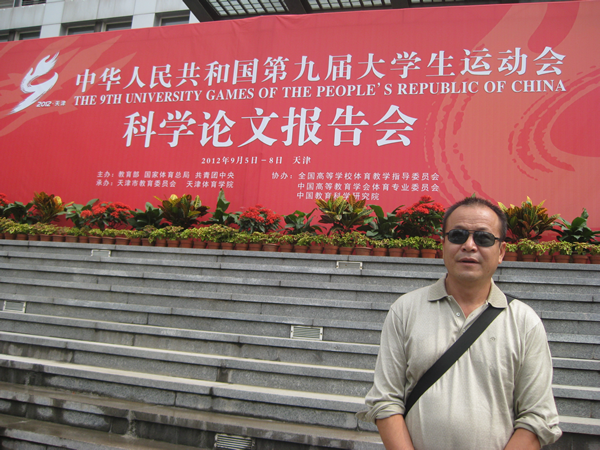 中华人民共和国第九届大学生运动会
THE 9TH UNIVERSITY GAMES OF THE PEOPLE'S REPUBLIC OF CHINA
2012·天津
科学论文报告会
2012年9月5日－8日 天津
主办：教育部 国家体育总局 共青团中央
承办：天津市教育委员会 天津体育学院
协办：全国高等学校体育教学指导委员会
中国高等教育学会体育专业委员会
中国教育科学研究院